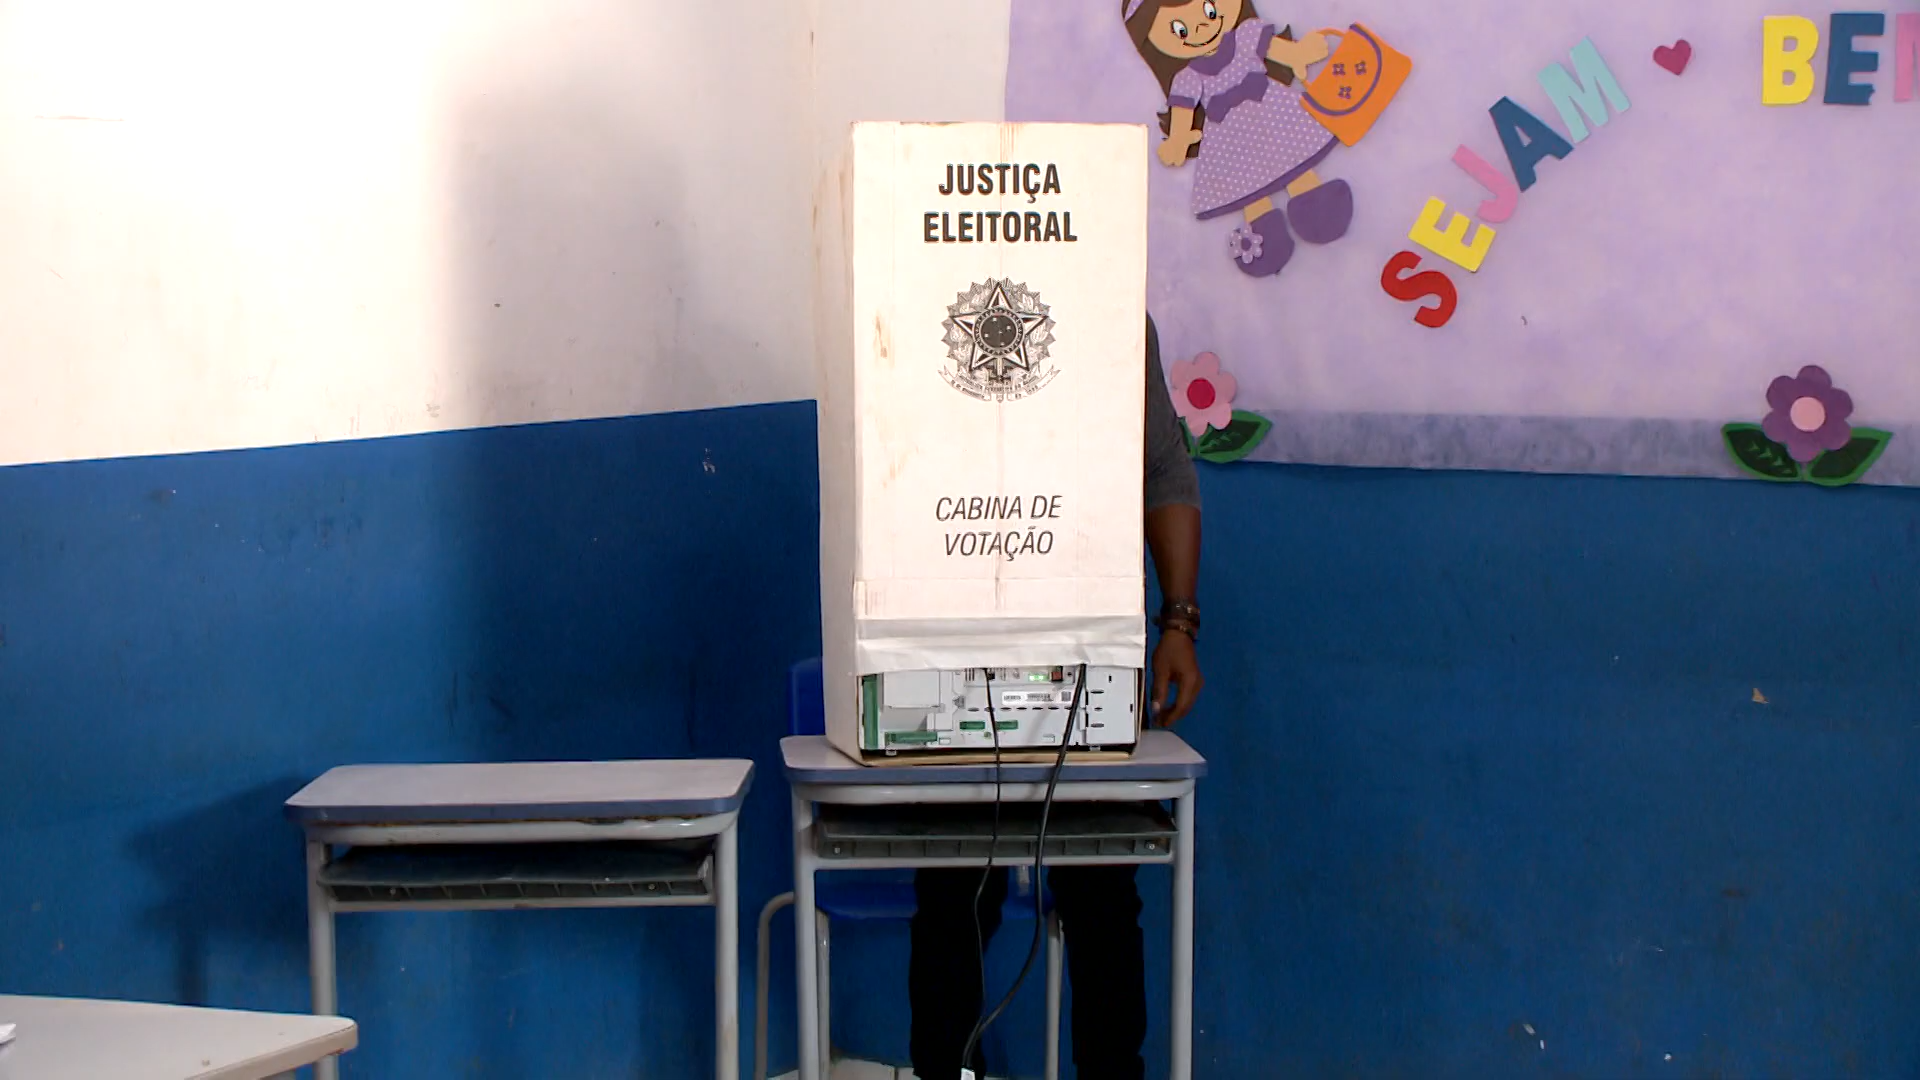 JUSTIÇA
ELEITORAL
CABINA DE
VOTAÇÃO
SEJAM
BE